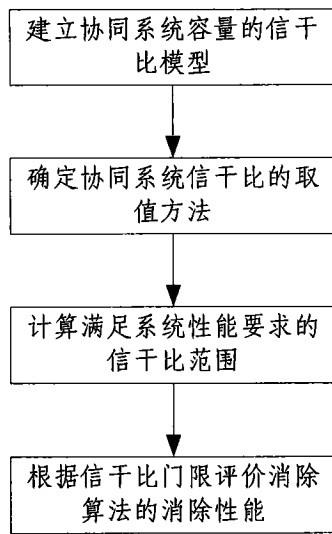 建立协同系统容量的信干
比模型
确定协同系统信干比的取
值方法
计算满足系统性能要求的
信干比范围
根据信干比门限评价消除
算法的消除性能